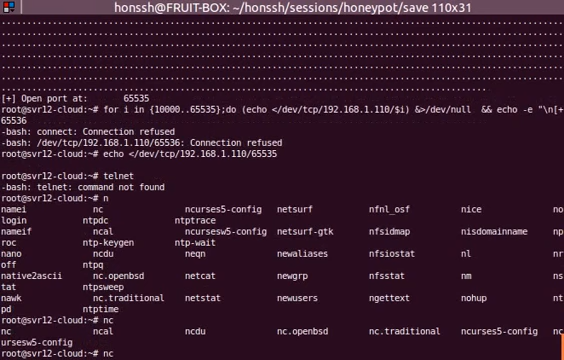 honssh@FRUIT-BOX: ~/honssh/sessions/honeypot/save 110x31
[+] Open port at: 65535
root@svr12-cloud:~# for i in {10000..65535};do (echo </dev/tcp/192.168.1.110/$i) &>/dev/null && echo -e "\n[+
65536
-bash: connect: Connection refused
-bash: /dev/tcp/192.168.1.110/65536: Connection refused
root@svr12-cloud:~# echo </dev/tcp/192.168.1.110/65535
root@svr12-cloud:~# telnet
-bash: telnet: command not found
root@svr12-cloud:~# n
namei nc ncurses5-config netsurf nfnl_osf nice no
login ntpdc ntptrace
nameif ncal ncursesw5-config netsurf-gtk nfsidmap nisdomainname np
roc ntp-keygen ntp-wait
nano ncdu neqn newaliases nfsiostat nl nr
off ntpq
native2ascii nc.openbsd netcat newgrp nfsstat nm ns
tat ntpsweep
nawk nc.traditional netstat newusers ngettext nohup nt
pd ntptime
root@svr12-cloud:~# nc
nc ncal ncdu nc.openbsd nc.traditional ncurses5-config nc
ursesw5-config
root@svr12-cloud:~# nc